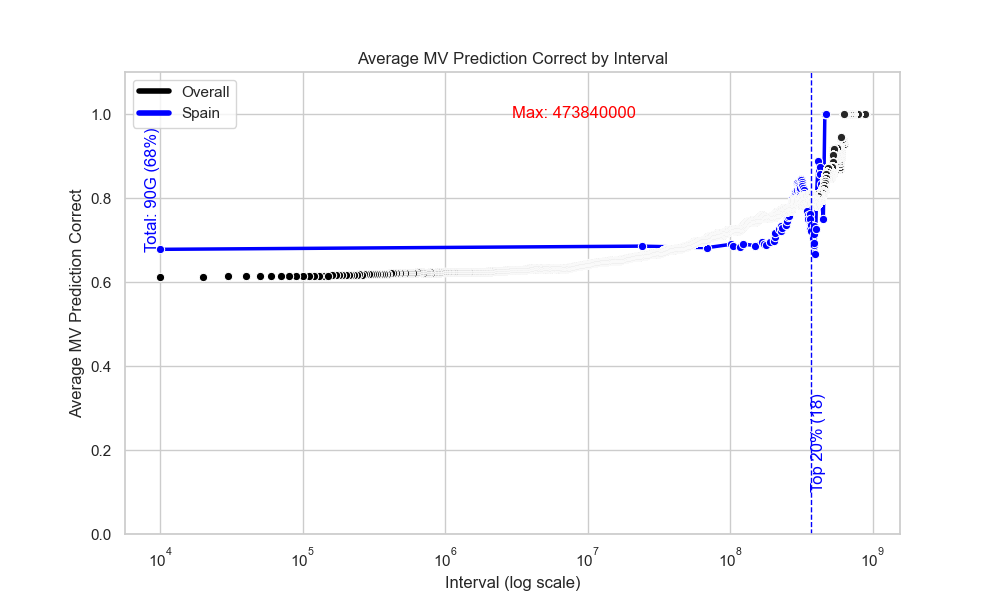 Average MV Prediction Correct by Interval
Overall
Spain
Max: 473840000
Total: 90G (68%)
Top 20% (18)
Average MV Prediction Correct
1.0
0.8
0.6
0.4
0.2
0.0
10^4 10^5 10^6 10^7 10^8 10^9
Interval (log scale)